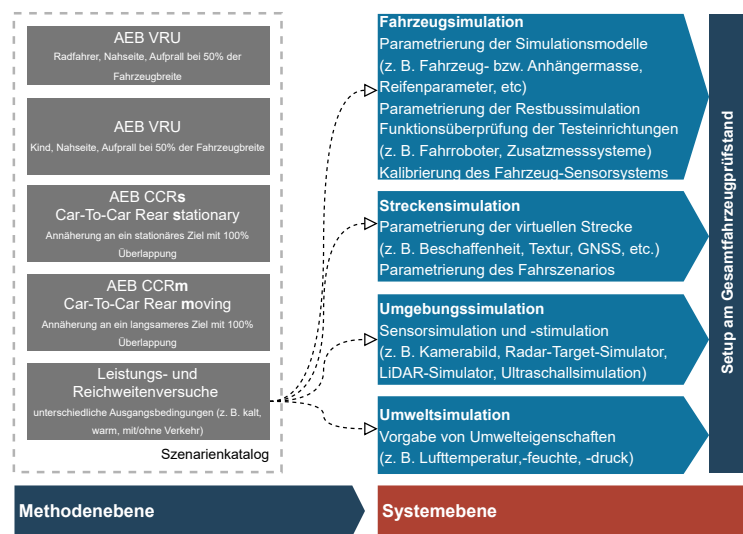 AEB VRU
Radfahrer, Nahseite, Aufprall bei 50% der
Fahrzeugbreite
AEB VRU
Kind, Nahseite, Aufprall bei 50% der Fahrzeugbreite
AEB CCRs
Car-To-Car Rear stationary
Annäherung an ein stationäres Ziel mit 100%
Überlappung
AEB CCRm
Car-To-Car Rear moving
Annäherung an ein langsameres Ziel mit 100%
Überlappung
Leistungs- und
Reichweitenversuche
unterschiedliche Ausgangsbedingungen (z. B. kalt,
warm, mit/ohne Verkehr)
Szenarienkatalog
Methodenebene
Fahrzeugsimulation
Parametrierung der Simulationsmodelle
(z. B. Fahrzeug- bzw. Anhängermasse,
Reifenparameter, etc)
Parametrierung der Restbussimulation
Funktionsüberprüfung der Testeinrichtungen
(z. B. Fahrroboter, Zusatzmesssysteme)
Kalibrierung des Fahrzeug-Sensorsystems
Streckensimulation
Parametrierung der virtuellen Strecke
(z. B. Beschaffenheit, Textur, GNSS, etc.)
Parametrierung des Fahrszenarios
Umgebungssimulation
Sensorsimulation und -stimulation
(z. B. Kamerabild, Radar-Target-Simulator,
LiDAR-Simulator, Ultraschallsimulation)
Umweltsimulation
Vorgabe von Umwelteigenschaften
(z. B. Lufttemperatur,-feuchte, -druck)
Setup am Gesamtfahrzeugprüfstand
Systemebene